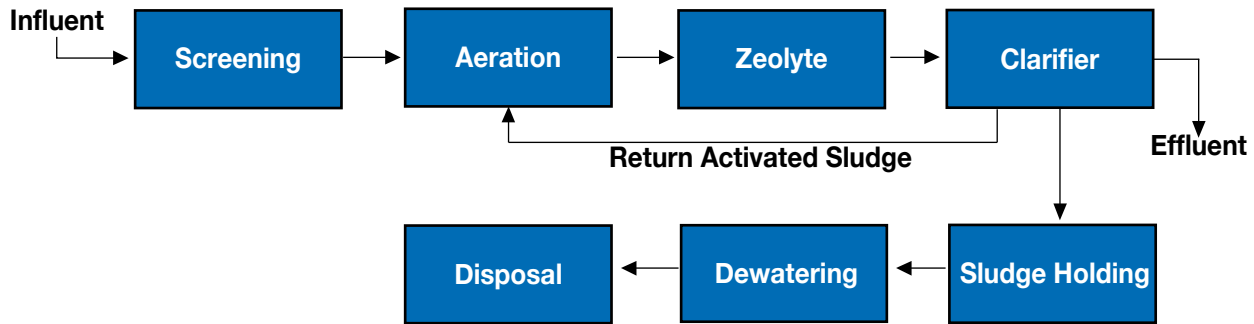 Influent
Screening
Aeration
Zeolyte
Clarifier
Return Activated Sludge
Effluent
Disposal
Dewatering
Sludge Holding